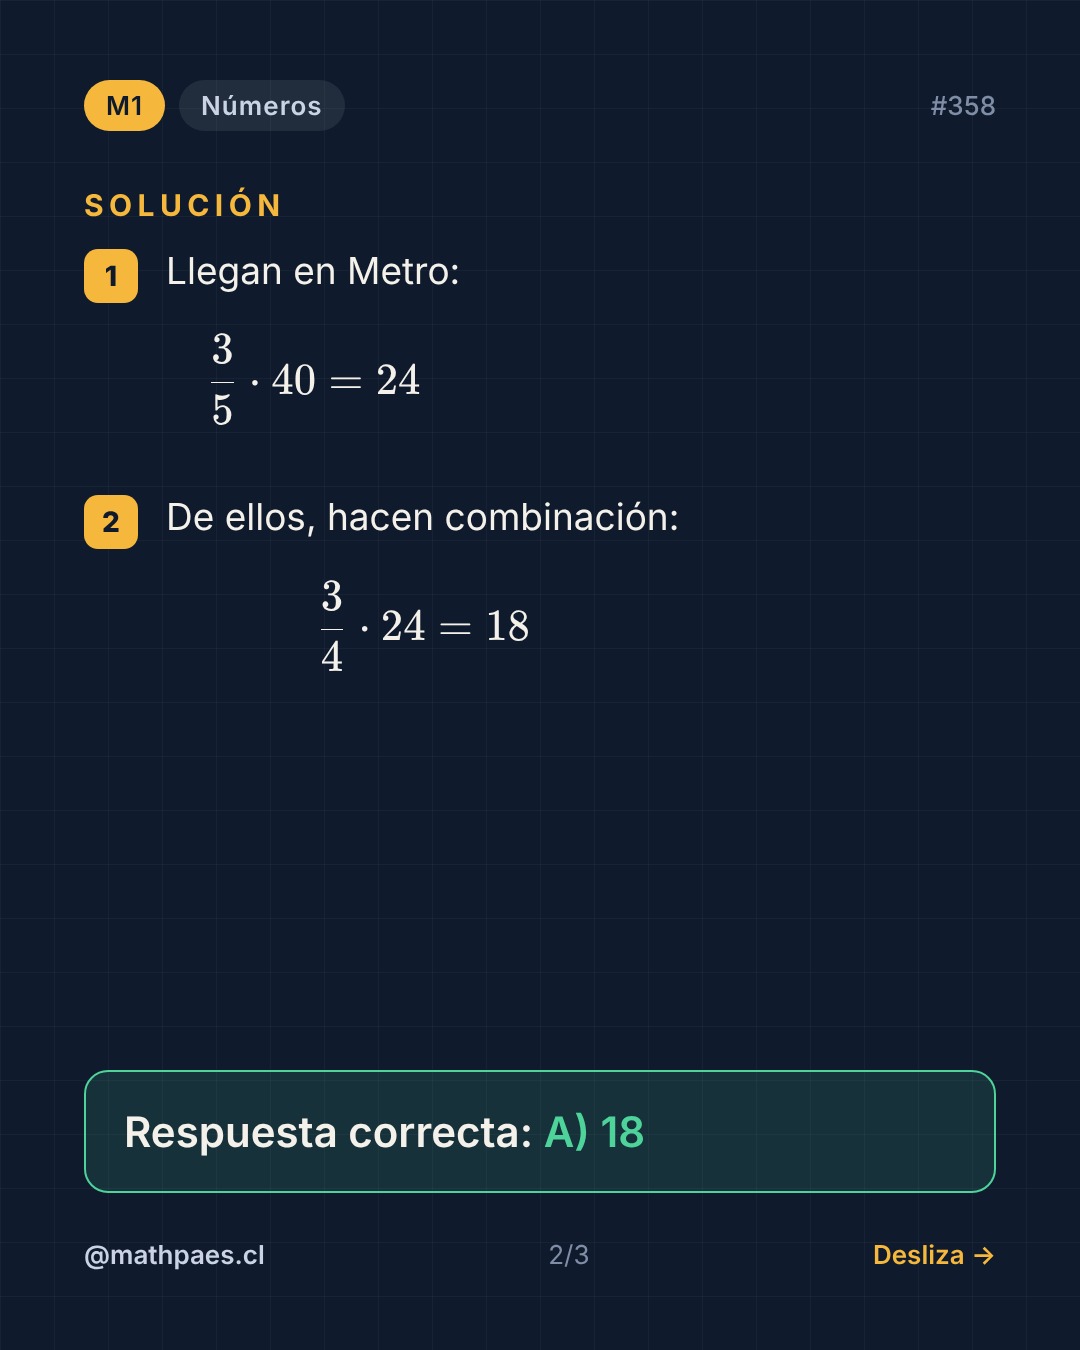 M1 Números #358
SOLUCIÓN
1 Llegan en Metro:
3/5 · 40 = 24
2 De ellos, hacen combinación:
3/4 · 24 = 18
Respuesta correcta: A) 18
@mathpaes.cl 2/3 Desliza →